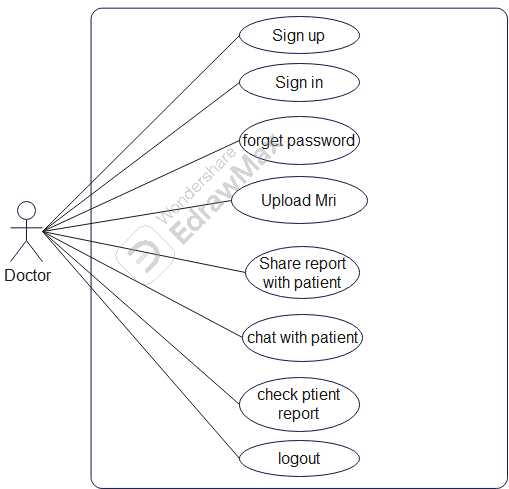 Sign up
Sign in
forget password
Wondershare
EdrawMax
Upload Mri
Doctor
Share report
with patient
chat with patient
check ptient
report
logout